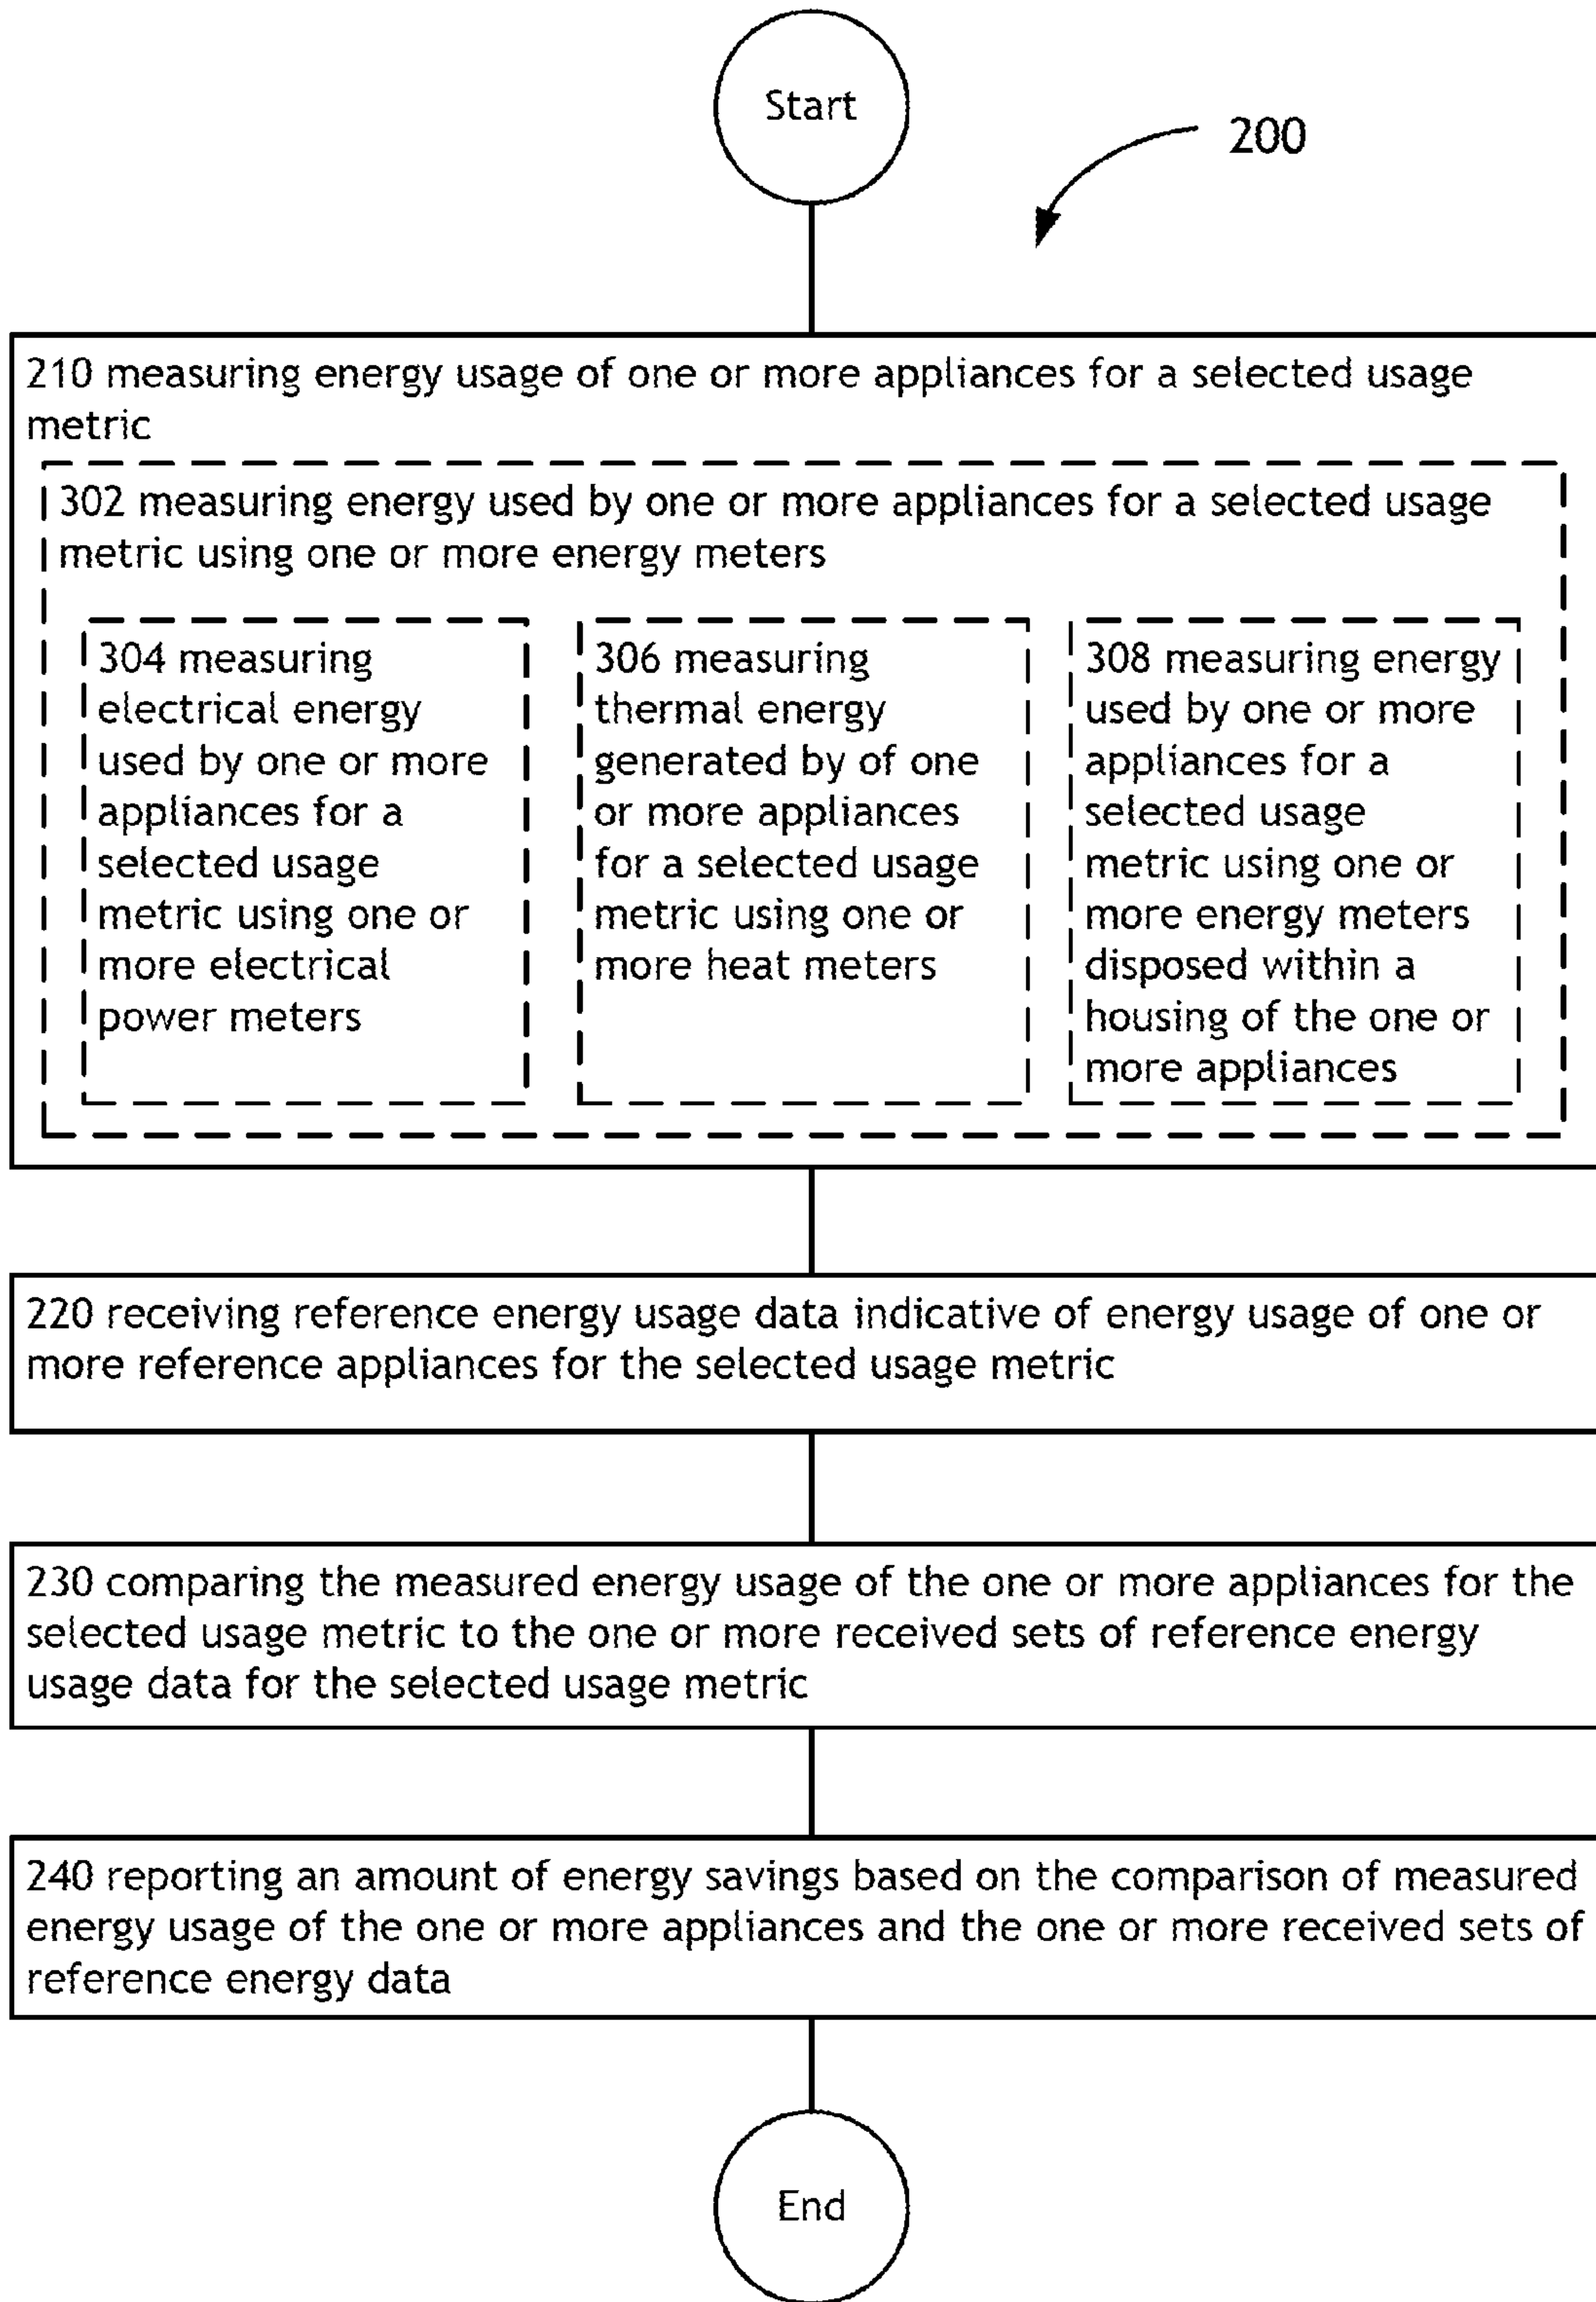 Start
200
210 measuring energy usage of one or more appliances for a selected usage
metric
302 measuring energy used by one or more appliances for a selected usage
metric using one or more energy meters
304 measuring
electrical energy
used by one or more
appliances for a
selected usage
metric using one or
more electrical
power meters
306 measuring
thermal energy
generated by of one
or more appliances
for a selected usage
metric using one or
more heat meters
308 measuring energy
used by one or more
appliances for a
selected usage
metric using one or
more energy meters
disposed within a
housing of the one or
more appliances
220 receiving reference energy usage data indicative of energy usage of one or
more reference appliances for the selected usage metric
230 comparing the measured energy usage of the one or more appliances for the
selected usage metric to the one or more received sets of reference energy
usage data for the selected usage metric
240 reporting an amount of energy savings based on the comparison of measured
energy usage of the one or more appliances and the one or more received sets of
reference energy data
End